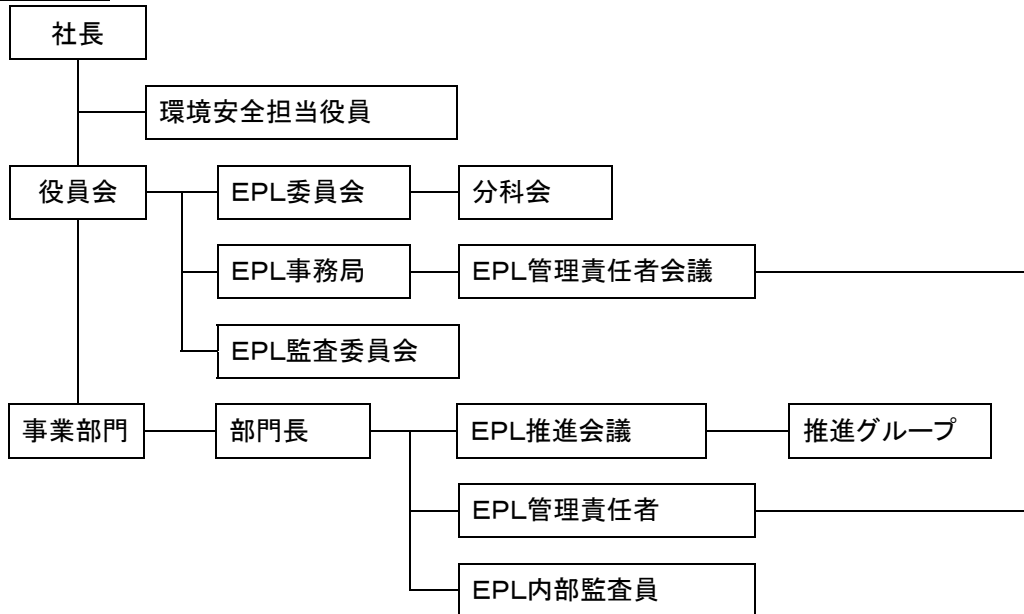 社長
環境安全担当役員
役員会
EPL委員会
分科会
EPL事務局
EPL管理責任者会議
EPL監査委員会
事業部門
部門長
EPL推進会議
推進グループ
EPL管理責任者
EPL内部監査員